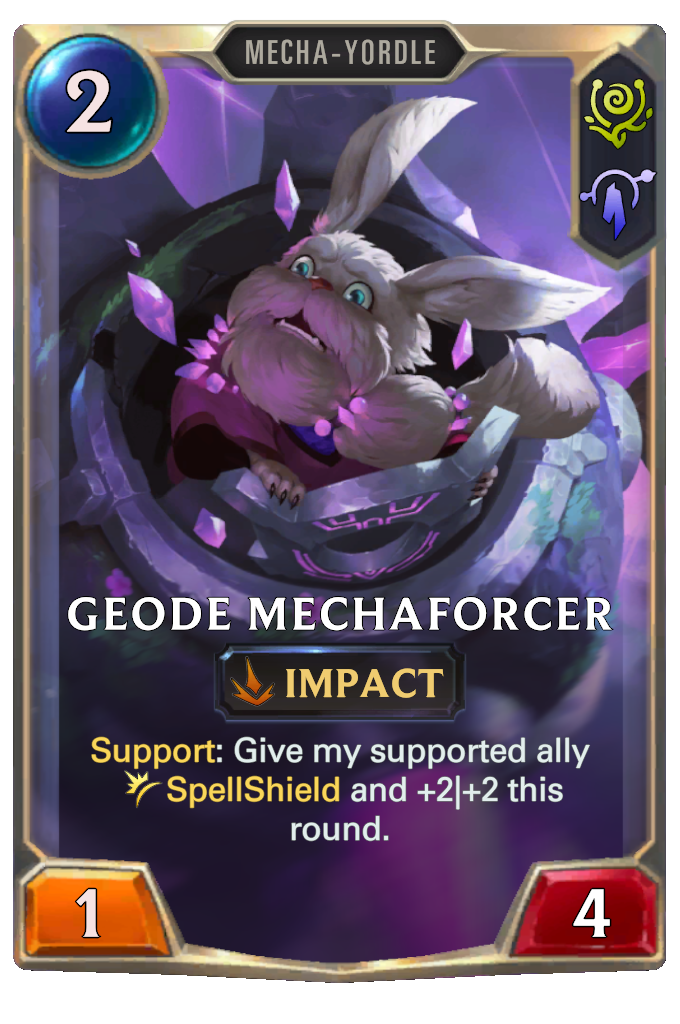 MECHA-YORDLE
2
GEODE MECHAFORCER
IMPACT
Support: Give my supported ally
SpellShield and +2|+2 this
round.
1
4